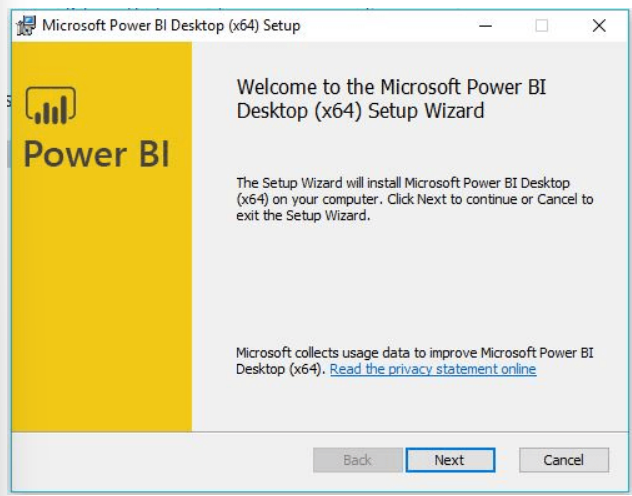 Microsoft Power BI Desktop (x64) Setup
Power BI
Welcome to the Microsoft Power BI
Desktop (x64) Setup Wizard
The Setup Wizard will install Microsoft Power BI Desktop
(x64) on your computer. Click Next to continue or Cancel to
exit the Setup Wizard.
Microsoft collects usage data to improve Microsoft Power BI
Desktop (x64). Read the privacy statement online
Back Next Cancel